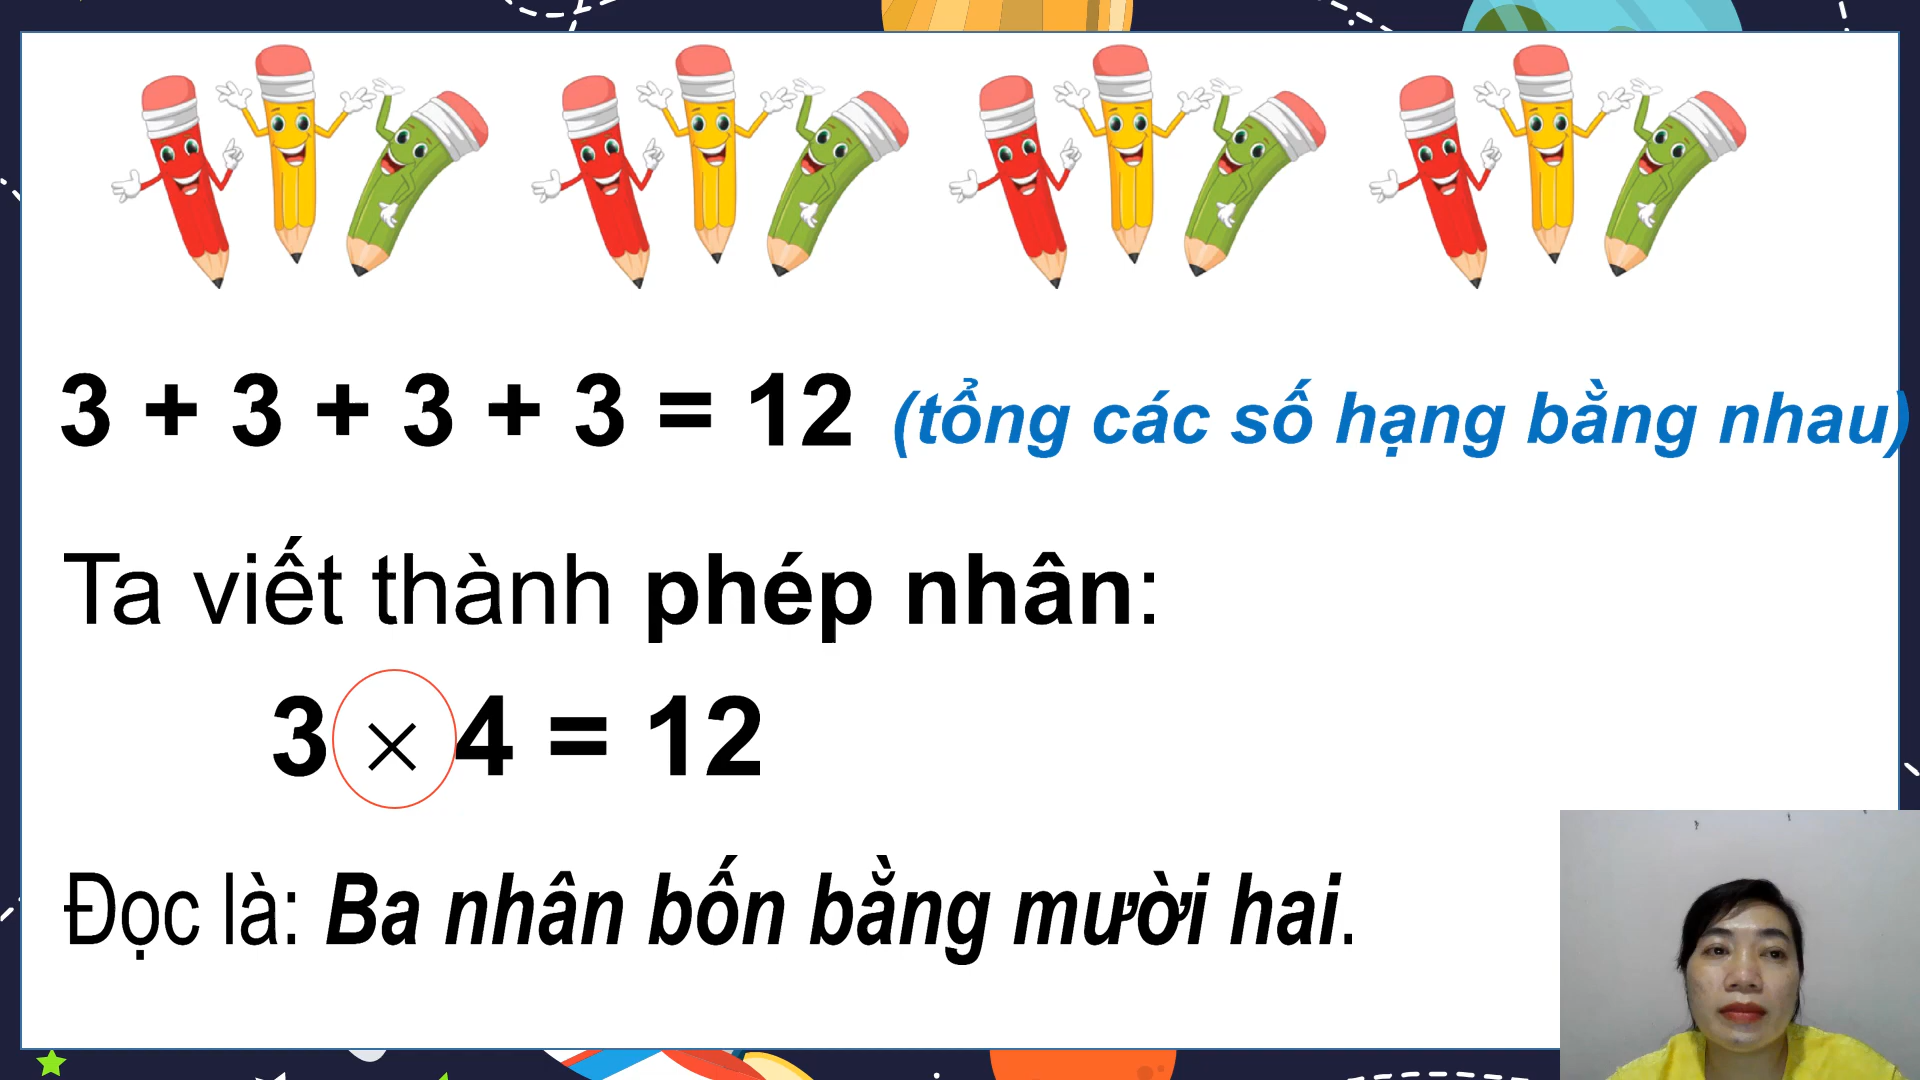 3 + 3 + 3 + 3 = 12 (tổng các số hạng bằng nhau)
Ta viết thành phép nhân:
3 × 4 = 12
Đọc là: Ba nhân bốn bằng mười hai.